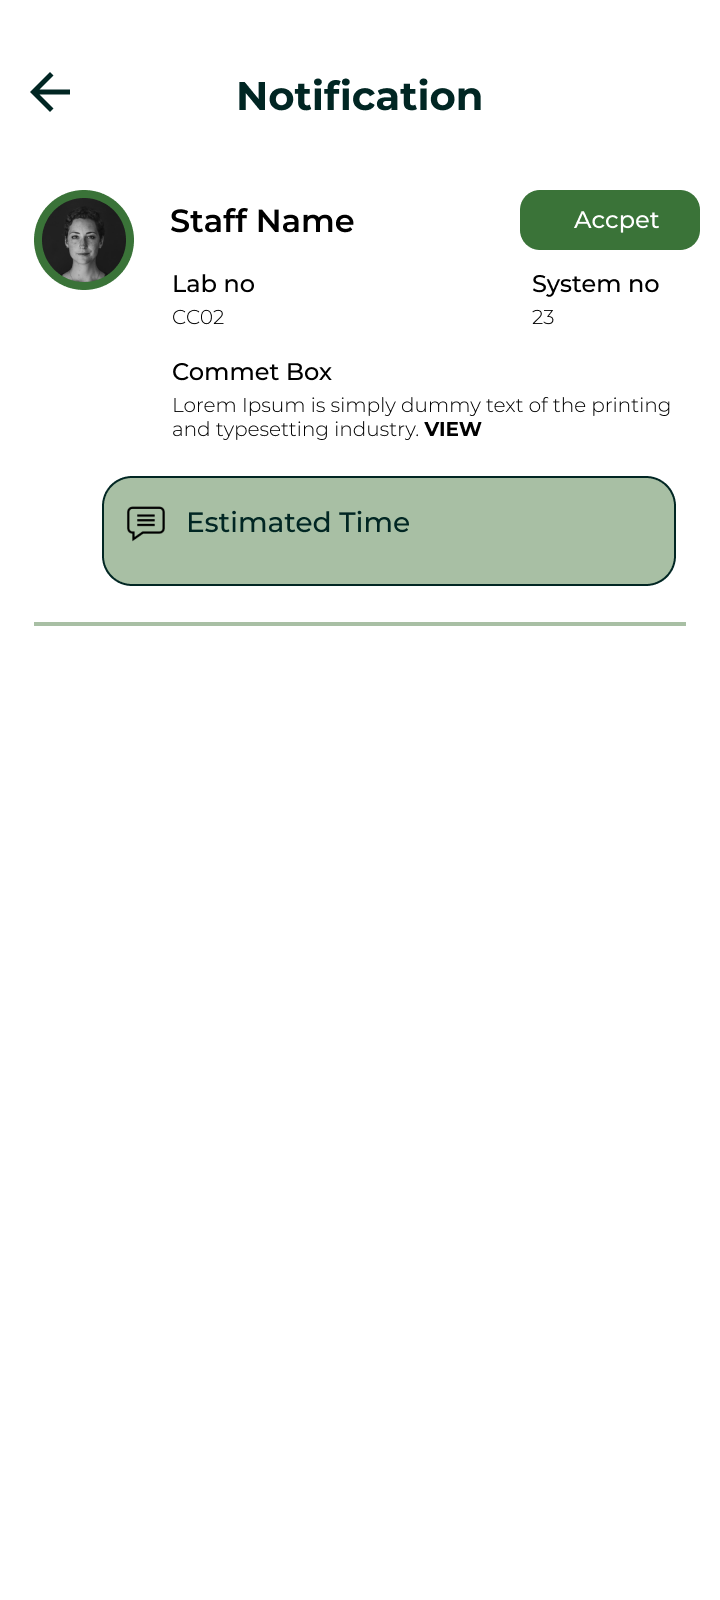 Notification
Staff Name
Accpet
Lab no
System no
CC02
23
Commet Box
Lorem Ipsum is simply dummy text of the printing
and typesetting industry. VIEW
Estimated Time